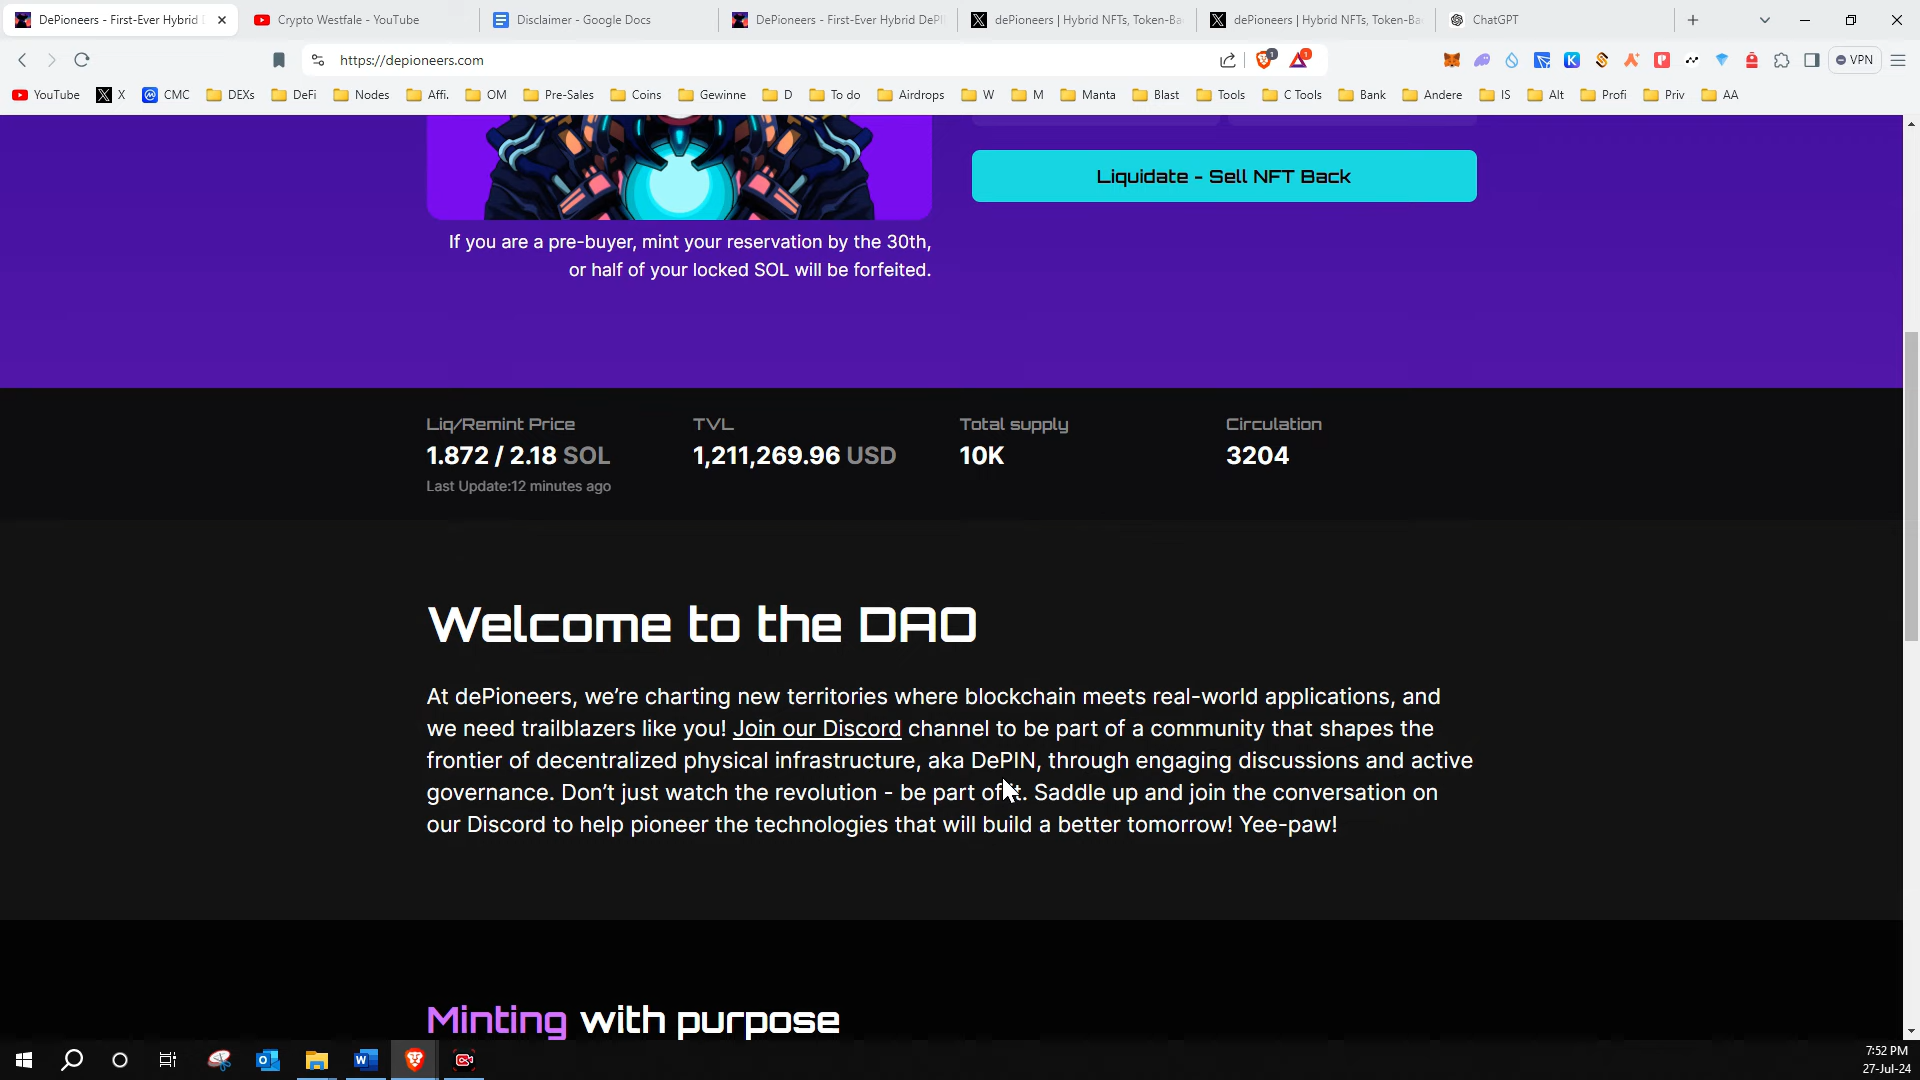 DePioneers - First-Ever Hybrid
Crypto Westfale - YouTube
Disclaimer - Google Docs
DePioneers - First-Ever Hybrid DePI
dePioneers | Hybrid NFTs, Token-Ba
dePioneers | Hybrid NFTs, Token-Ba
ChatGPT
https://depioneers.com
1
1
VPN
YouTube
X
CMC
DEXs
DeFi
Nodes
Affi.
OM
Pre-Sales
Coins
Gewinne
D
To do
Airdrops
W
M
Manta
Blast
Tools
C Tools
Bank
Andere
IS
Alt
Profi
Priv
AA
Liquidate - Sell NFT Back
If you are a pre-buyer, mint your reservation by the 30th,
or half of your locked SOL will be forfeited.
Liq/Remint Price
TVL
Total supply
Circulation
1.872 / 2.18 SOL
1,211,269.96 USD
10K
3204
Last Update:12 minutes ago
Welcome to the DAO
At dePioneers, we’re charting new territories where blockchain meets real-world applications, and
we need trailblazers like you! Join our Discord channel to be part of a community that shapes the
frontier of decentralized physical infrastructure, aka DePIN, through engaging discussions and active
governance. Don’t just watch the revolution - be part of it. Saddle up and join the conversation on
our Discord to help pioneer the technologies that will build a better tomorrow! Yee-paw!
Minting with purpose
7:52 PM
27-Jul-24